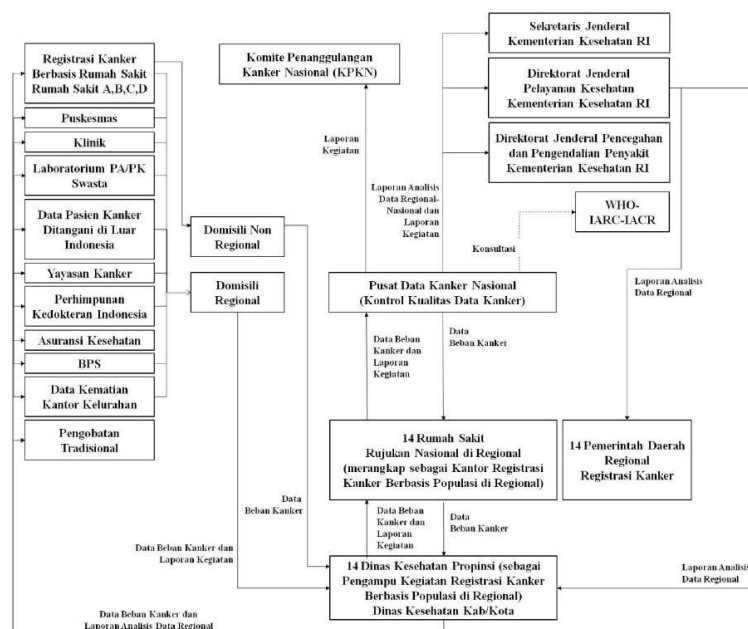 Registrasi Kanker
Berbasis Rumah Sakit
Rumah Sakit A,B,C,D
Puskesmas
Klinik
Laboratorium PA/PK
Swasta
Data Pasien Kanker
Ditangani di Luar
Indonesia
Yayasan Kanker
Perhimpunan
Kedokteran Indonesia
Asuransi Kesehatan
BPS
Data Kematian
Kantor Kelurahan
Pengobatan
Tradisional
Domisili Non
Regional
Domisili
Regional
Komite Penanggulangan
Kanker Nasional (KPKN)
Sekretaris Jenderal
Kementerian Kesehatan RI
Direktorat Jenderal
Pelayanan Kesehatan
Kementerian Kesehatan RI
Direktorat Jenderal Pencegahan
dan Pengendalian Penyakit
Kementerian Kesehatan RI
Laporan
Kegiatan
Laporan Analisis
Data Regional-
Nasional dan
Laporan
Kegiatan
WHO-
IARC-IACR
Konsultasi
Pusat Data Kanker Nasional
(Kontrol Kualitas Data Kanker)
Laporan Analisis
Data Regional
Data Beban
Kanker dan
Laporan
Kegiatan
Data
Beban Kanker
14 Rumah Sakit
Rujukan Nasional di Regional
(merangkap sebagai Kantor Registrasi
Kanker Berbasis Populasi di Regional)
14 Pemerintah Daerah
Regional
Registrasi Kanker
Data
Beban Kanker
Data Beban
Kanker dan
Laporan
Kegiatan
Data
Beban Kanker
Data Beban Kanker dan
Laporan Kegiatan
14 Dinas Kesehatan Propinsi (sebagai
Pengampu Kegiatan Registrasi Kanker
Berbasis Populasi di Regional)
Dinas Kesehatan Kab/Kota
Laporan Analisis
Data Regional
Data Beban Kanker dan
Laporan Analisis Data Regional